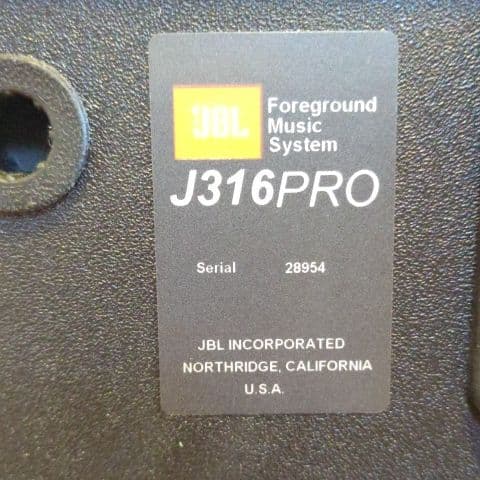 JBL
Foreground
Music
System
J316PRO
Serial 28954
JBL INCORPORATED
NORTHRIDGE, CALIFORNIA
U.S.A.